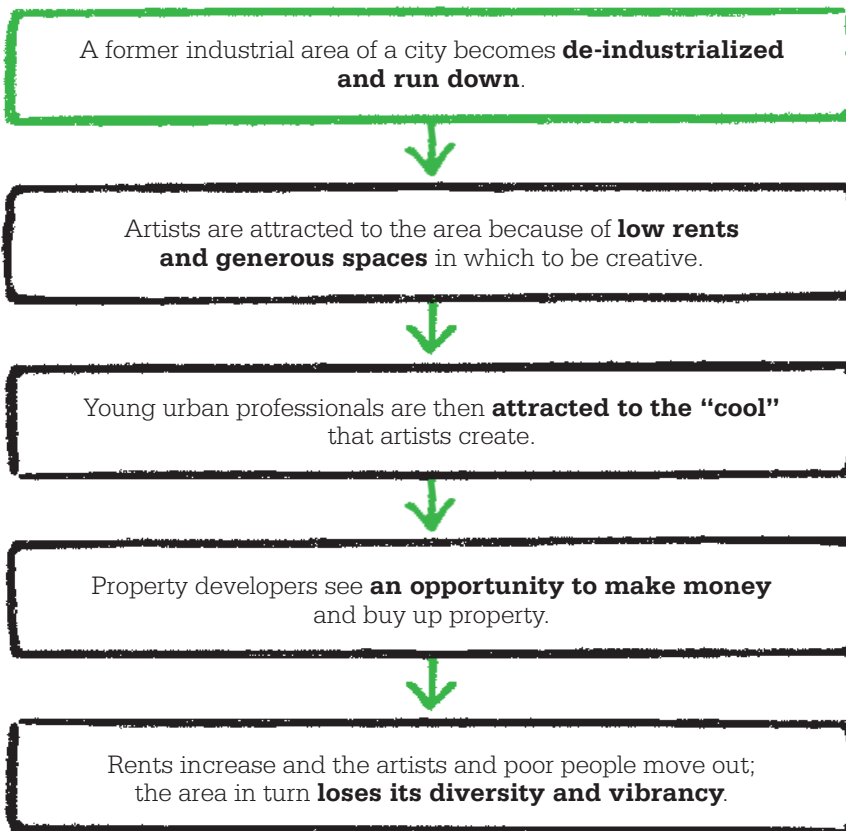 A former industrial area of a city becomes de-industrialized
and run down.
Artists are attracted to the area because of low rents
and generous spaces in which to be creative.
Young urban professionals are then attracted to the “cool”
that artists create.
Property developers see an opportunity to make money
and buy up property.
Rents increase and the artists and poor people move out;
the area in turn loses its diversity and vibrancy.